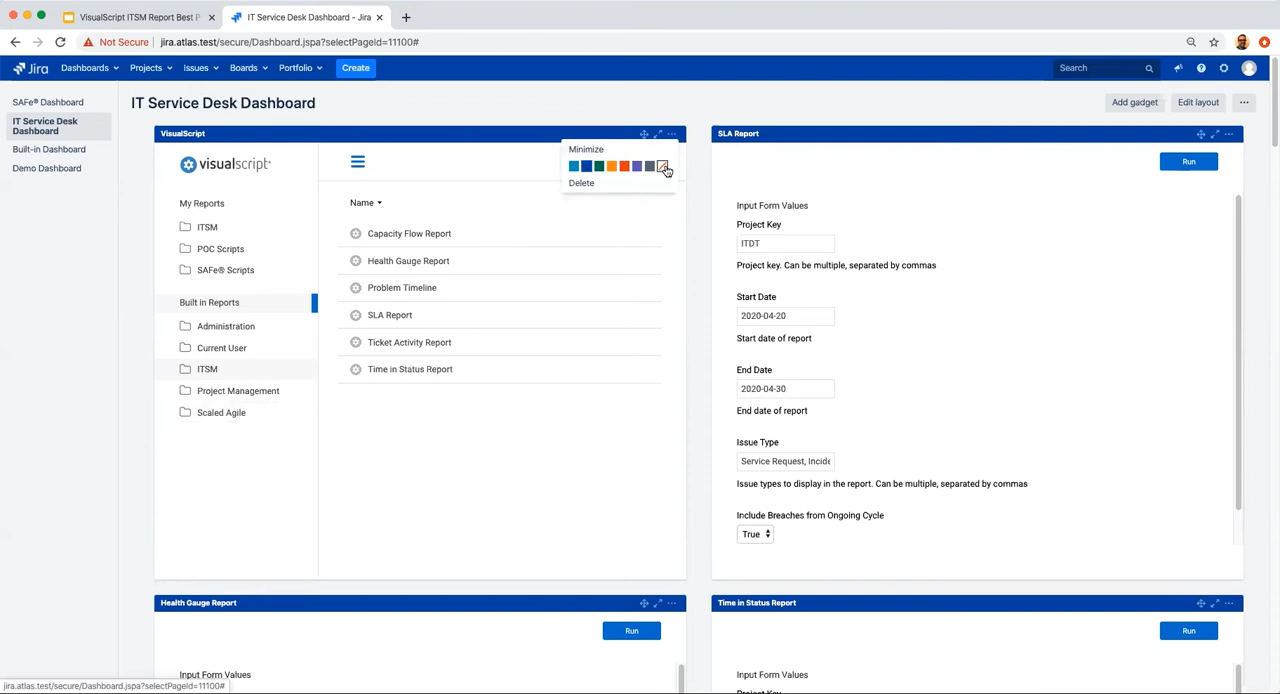 VisualScript ITSM Report Best P
IT Service Desk Dashboard - Jira
Not Secure
jira.atlas.test/secure/Dashboard.jspa?selectPageId=11100#
Jira
Dashboards
Projects
Issues
Boards
Portfolio
Create
Search
SAFe® Dashboard
IT Service Desk
Dashboard
Built-in Dashboard
Demo Dashboard
IT Service Desk Dashboard
Add gadget
Edit layout
VisualScript
Minimize
Delete
visualscript
My Reports
ITSM
POC Scripts
SAFe® Scripts
Built in Reports
Administration
Current User
ITSM
Project Management
Scaled Agile
Name
Capacity Flow Report
Health Gauge Report
Problem Timeline
SLA Report
Ticket Activity Report
Time in Status Report
SLA Report
Run
Input Form Values
Project Key
ITDT
Project key. Can be multiple, separated by commas
Start Date
2020-04-20
Start date of report
End Date
2020-04-30
End date of report
Issue Type
Service Request, Incide
Issue types to display in the report. Can be multiple, separated by commas
Include Breaches from Ongoing Cycle
True
Health Gauge Report
Run
Input Form Values
Time in Status Report
Run
Input Form Values
Project Key
jira.atlas.test/secure/Dashboard.jspa?selectPageId=11100#